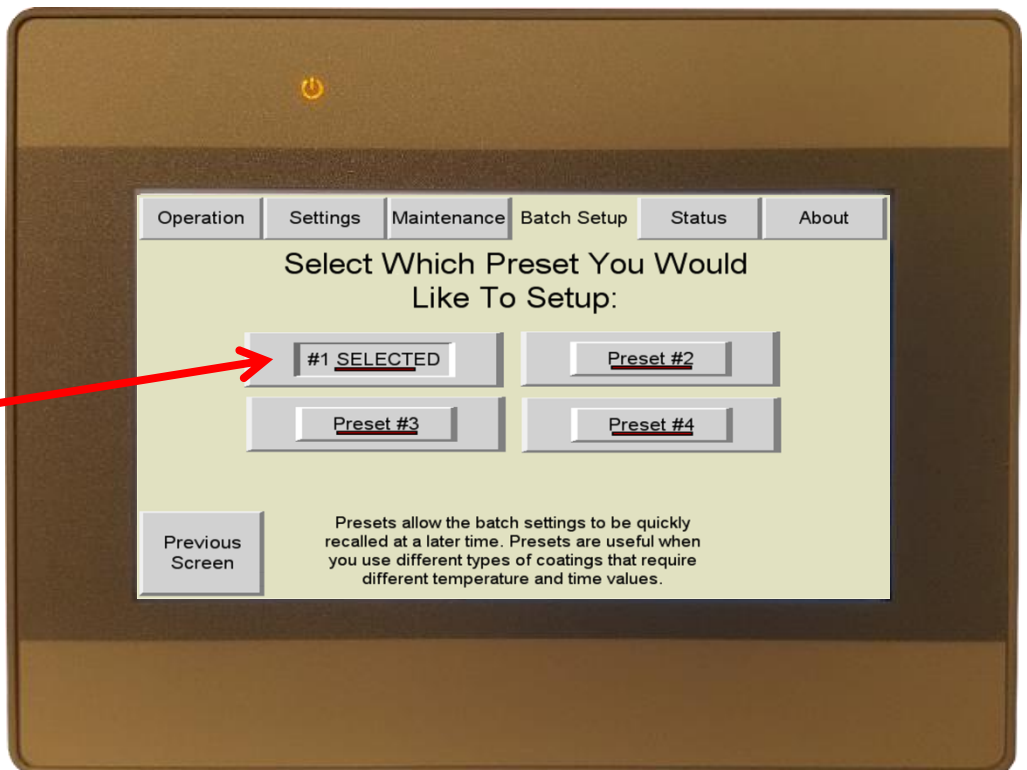 Operation Settings Maintenance Batch Setup Status About
Select Which Preset You Would
Like To Setup:
#1 SELECTED Preset #2
Preset #3 Preset #4
Previous
Screen
Presets allow the batch settings to be quickly
recalled at a later time. Presets are useful when
you use different types of coatings that require
different temperature and time values.